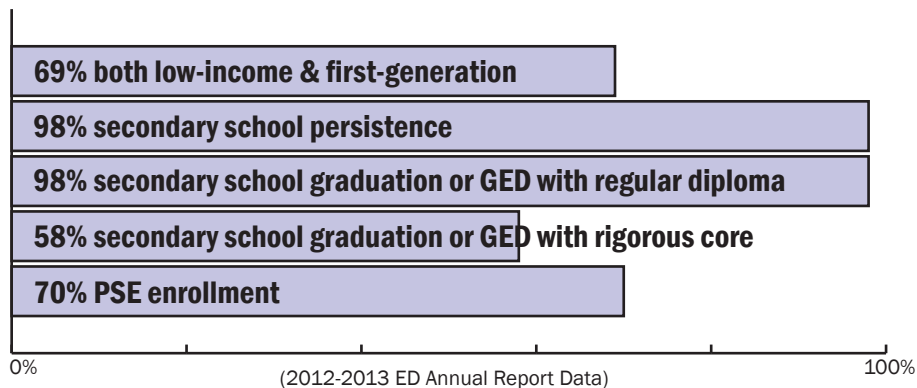 69% both low-income & first-generation
98% secondary school persistence
98% secondary school graduation or GED with regular diploma
58% secondary school graduation or GED with rigorous core
70% PSE enrollment
0% 100%
(2012-2013 ED Annual Report Data)